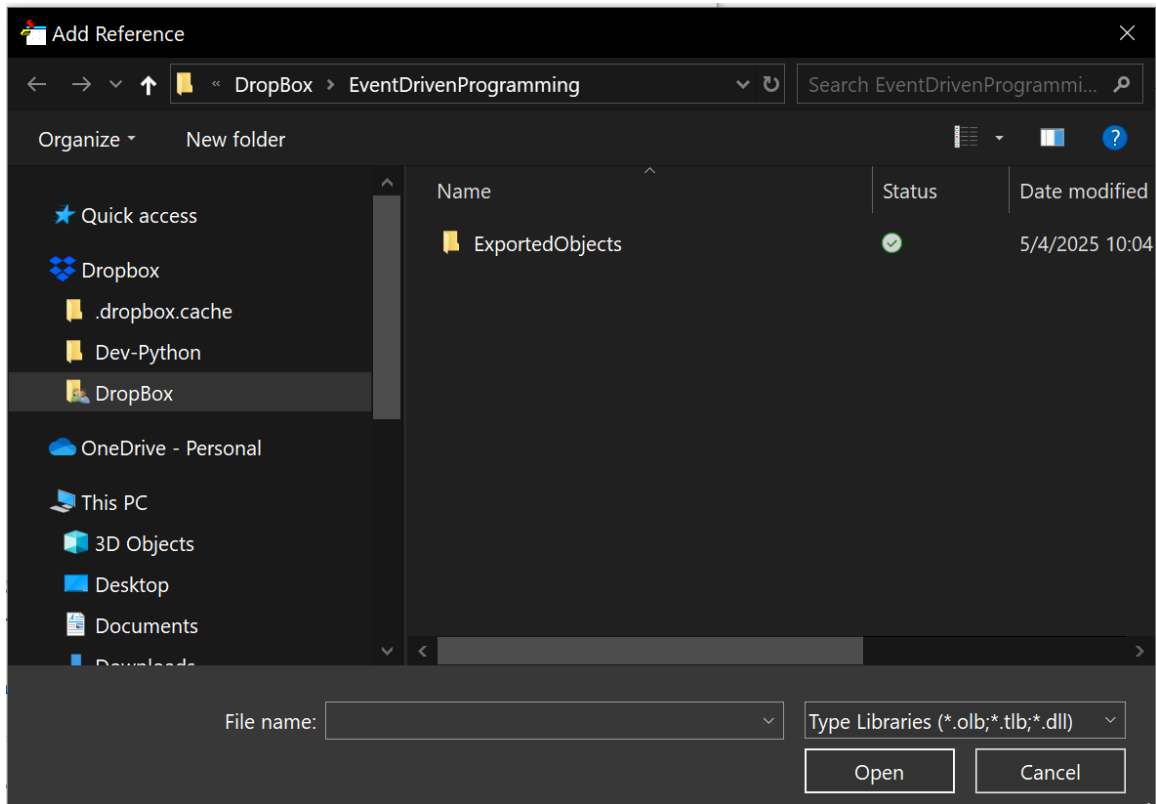 Add Reference
« DropBox > EventDrivenProgramming
Search EventDrivenProgrammi...
Organize
New folder
?
Name
Status
Date modified
Quick access
ExportedObjects
5/4/2025 10:04
Dropbox
.dropbox.cache
Dev-Python
DropBox
OneDrive - Personal
This PC
3D Objects
Desktop
Documents
Downloads
File name:
Type Libraries (*.olb;*.tlb;*.dll)
Open
Cancel